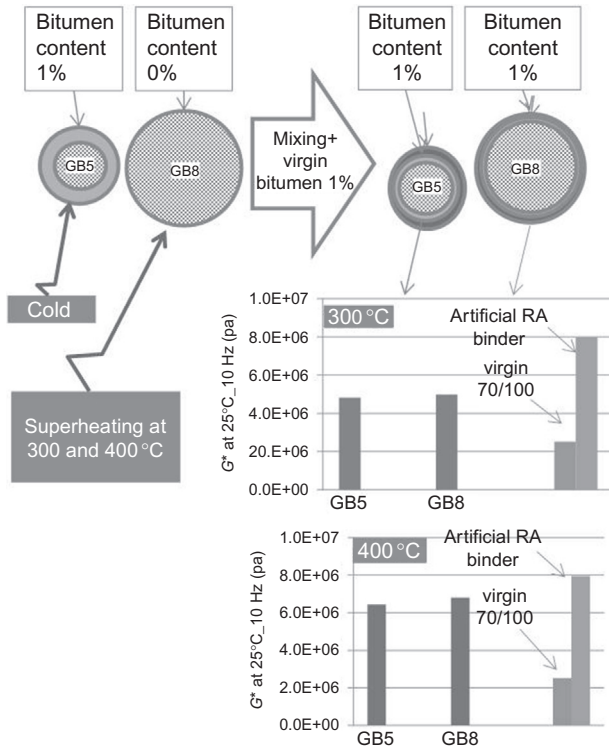 Bitumen
content
1%
Bitumen
content
0%
Bitumen
content
1%
Bitumen
content
1%
GB5
GB8
Mixing+
virgin
bitumen 1%
GB5
GB8
Cold
Superheating at
300 and 400 °C
G* at 25°C_10 Hz (pa)
1.0E+07
8.0E+06
6.0E+06
4.0E+06
20.E+06
0.0E+00
300 °C
Artificial RA
binder
virgin
70/100
GB5
GB8
G* at 25°C_10 Hz (pa)
1.0E+07
8.0E+06
6.0E+06
4.0E+06
2.0E+06
0.0E+00
400 °C
Artificial RA
binder
virgin
70/100
GB5
GB8